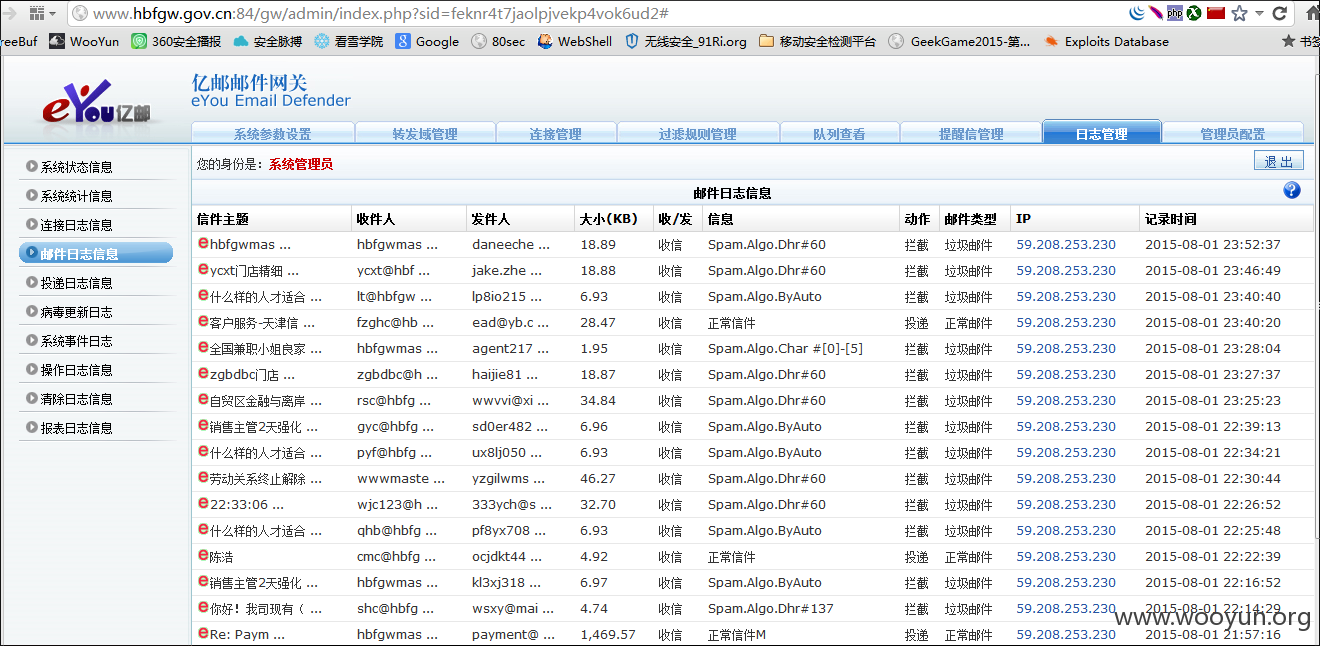 www.hbfgw.gov.cn:84/gw/admin/index.php?sid=feknr4t7jaolpjvekp4vok6ud2#
reeBuf WooYun 360安全播报 安全脉搏 看雪学院 Google 80sec WebShell 无线安全_91Ri.org 移动安全检测平台 GeekGame2015-第... Exploits Database 书签
eYou亿邮
亿邮邮件网关
eYou Email Defender
系统参数设置 转发域管理 连接管理 过滤规则管理 队列查看 提醒信管理 日志管理 管理员配置
您的身份是：系统管理员 退 出
系统状态信息
系统统计信息
连接日志信息
邮件日志信息
投递日志信息
病毒更新日志
系统事件日志
操作日志信息
清除日志信息
报表日志信息
邮件日志信息
信件主题 收件人 发件人 大小(KB) 收/发 信息 动作 邮件类型 IP 记录时间
hbfgwmas ... hbfgwmas ... daneeche ... 18.89 收信 Spam.Algo.Dhr#60 拦截 垃圾邮件 59.208.253.230 2015-08-01 23:52:37
ycxt门店精细 ... ycxt@hbf ... jake.zhe ... 18.88 收信 Spam.Algo.Dhr#60 拦截 垃圾邮件 59.208.253.230 2015-08-01 23:46:49
什么样的人才适合 ... lt@hbfgw ... lp8io215 ... 6.93 收信 Spam.Algo.ByAuto 拦截 垃圾邮件 59.208.253.230 2015-08-01 23:40:40
客户服务-天津信 ... fzghc@hb ... ead@yb.c ... 28.47 收信 正常信件 投递 正常邮件 59.208.253.230 2015-08-01 23:40:20
全国兼职小姐良家 ... hbfgwmas ... agent217 ... 1.95 收信 Spam.Algo.Char #[0]-[5] 拦截 垃圾邮件 59.208.253.230 2015-08-01 23:28:04
zgbdbc门店 ... zgbdbc@h ... haijie81 ... 18.87 收信 Spam.Algo.Dhr#60 拦截 垃圾邮件 59.208.253.230 2015-08-01 23:27:37
自贸区金融与离岸 ... rsc@hbfg ... wwvvi@xi ... 34.84 收信 Spam.Algo.Dhr#60 拦截 垃圾邮件 59.208.253.230 2015-08-01 23:25:23
销售主管2天强化 ... gyc@hbfg ... sd0er482 ... 6.96 收信 Spam.Algo.ByAuto 拦截 垃圾邮件 59.208.253.230 2015-08-01 22:39:13
什么样的人才适合 ... pyf@hbfg ... ux8lj050 ... 6.93 收信 Spam.Algo.ByAuto 拦截 垃圾邮件 59.208.253.230 2015-08-01 22:34:21
劳动关系终止解除 ... wwwmaste ... yzgilwms ... 46.27 收信 Spam.Algo.Dhr#60 拦截 垃圾邮件 59.208.253.230 2015-08-01 22:30:44
22:33:06 ... wjc123@h ... 333ych@s ... 32.70 收信 Spam.Algo.Dhr#60 拦截 垃圾邮件 59.208.253.230 2015-08-01 22:26:52
什么样的人才适合 ... qhb@hbfg ... pf8yx708 ... 6.93 收信 Spam.Algo.ByAuto 拦截 垃圾邮件 59.208.253.230 2015-08-01 22:25:48
陈浩 cmc@hbfg ... ocjdkt44 ... 4.92 收信 正常信件 投递 正常邮件 59.208.253.230 2015-08-01 22:22:39
销售主管2天强化 ... hbfgwmas ... kl3xj318 ... 6.97 收信 Spam.Algo.ByAuto 拦截 垃圾邮件 59.208.253.230 2015-08-01 22:16:52
你好！我司现有（ ... shc@hbfg ... wsxy@mai ... 4.74 收信 Spam.Algo.Dhr#137 拦截 垃圾邮件 59.208.253.230 2015-08-01 22:14:29
Re: Paym ... hbfgwmas ... payment@ ... 1,469.57 收信 正常信件M 投递 正常邮件 59.208.253.230 2015-08-01 21:57:16
www.wooyun.org